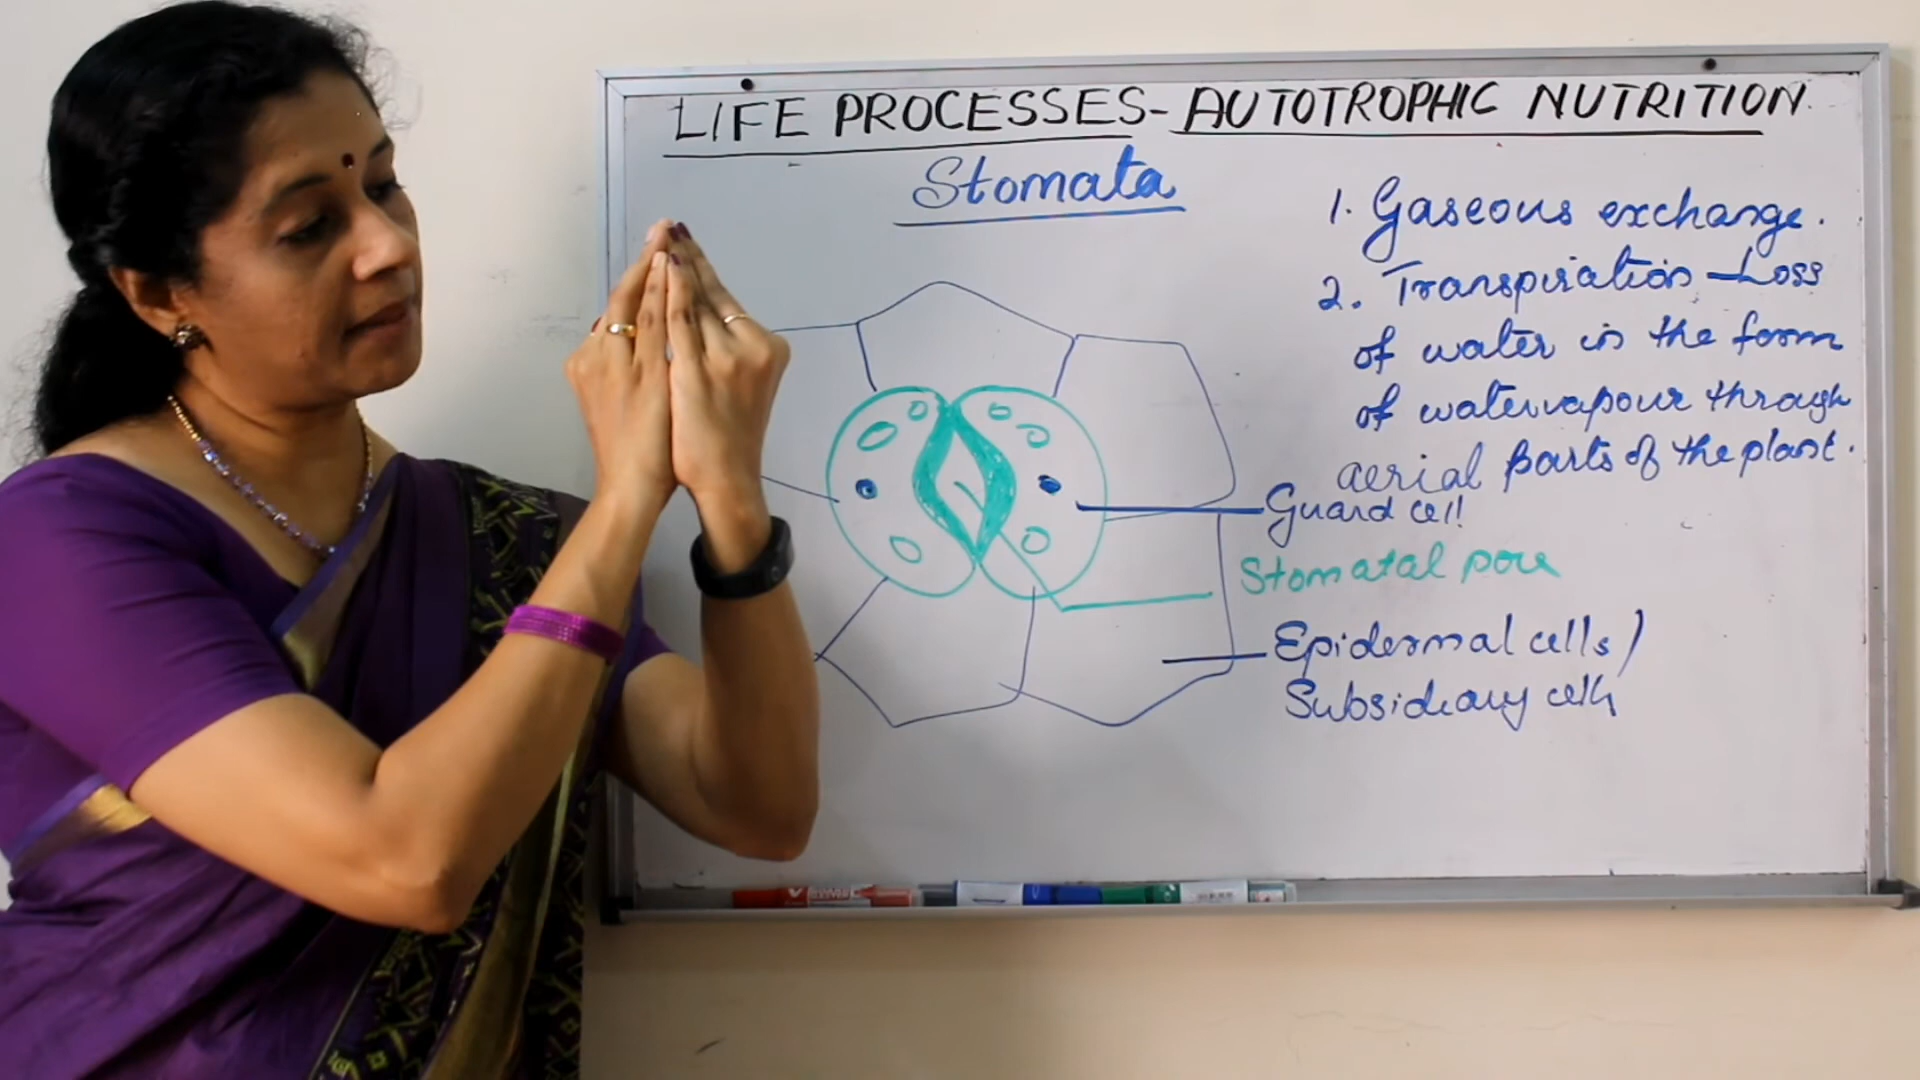 LIFE PROCESSES-AUTOTROPHIC NUTRITION
Stomata
1. Gaseous exchange.
2. Transpiration - Loss
of water in the form
of watervapour through
aerial parts of the plant.
Guard cell
Stomatal pore
Epidermal cells/
Subsidiary cells